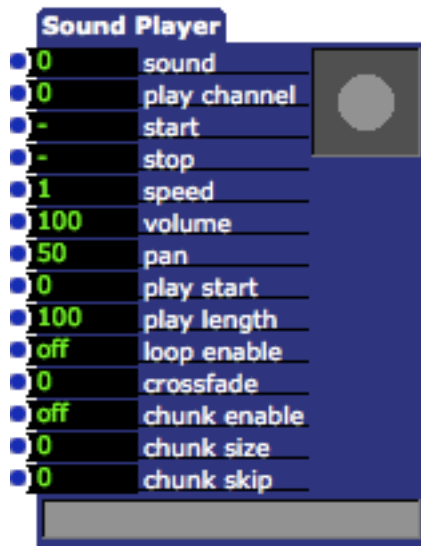 Sound Player
0 sound
0 play channel
- start
- stop
1 speed
100 volume
50 pan
0 play start
100 play length
off loop enable
0 crossfade
off chunk enable
0 chunk size
0 chunk skip